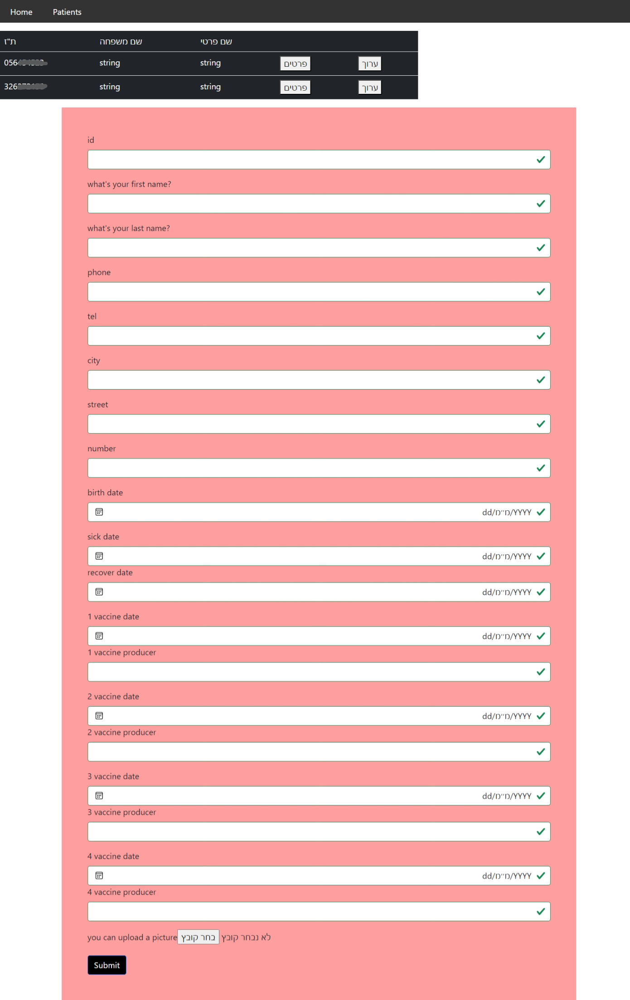 Home Patients
ת"ז שם משפחה שם פרטי
string string פרטים ערוך
string string פרטים ערוך
id
what's your first name?
what's your last name?
phone
tel
city
street
number
birth date
dd/מ״מ/YYYY
sick date
dd/מ״מ/YYYY
recover date
dd/מ״מ/YYYY
1 vaccine date
dd/מ״מ/YYYY
1 vaccine producer
2 vaccine date
dd/מ״מ/YYYY
2 vaccine producer
3 vaccine date
dd/מ״מ/YYYY
3 vaccine producer
4 vaccine date
dd/מ״מ/YYYY
4 vaccine producer
you can upload a picture בחר קובץ לא נבחר קובץ
Submit